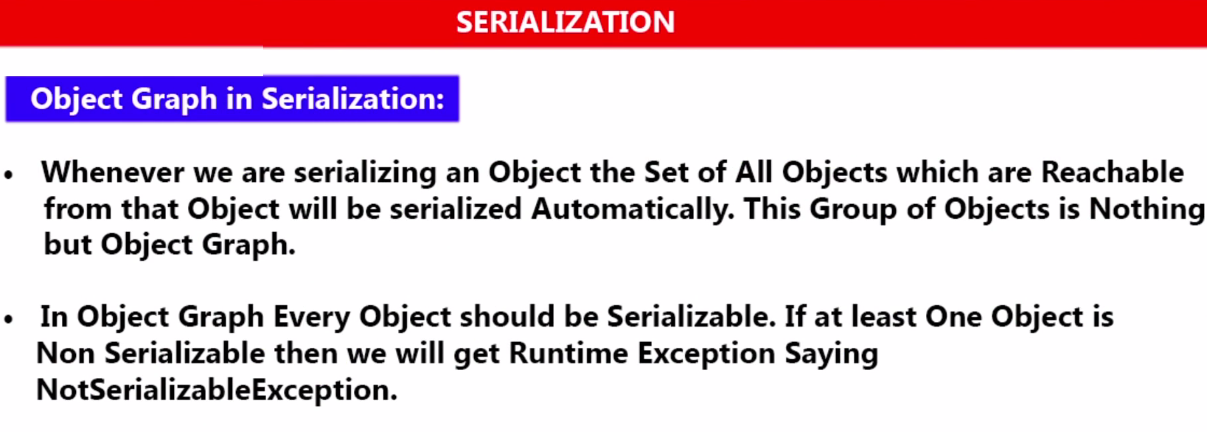 SERIALIZATION
Object Graph in Serialization:
• Whenever we are serializing an Object the Set of All Objects which are Reachable
from that Object will be serialized Automatically. This Group of Objects is Nothing
but Object Graph.
• In Object Graph Every Object should be Serializable. If at least One Object is
Non Serializable then we will get Runtime Exception Saying
NotSerializableException.